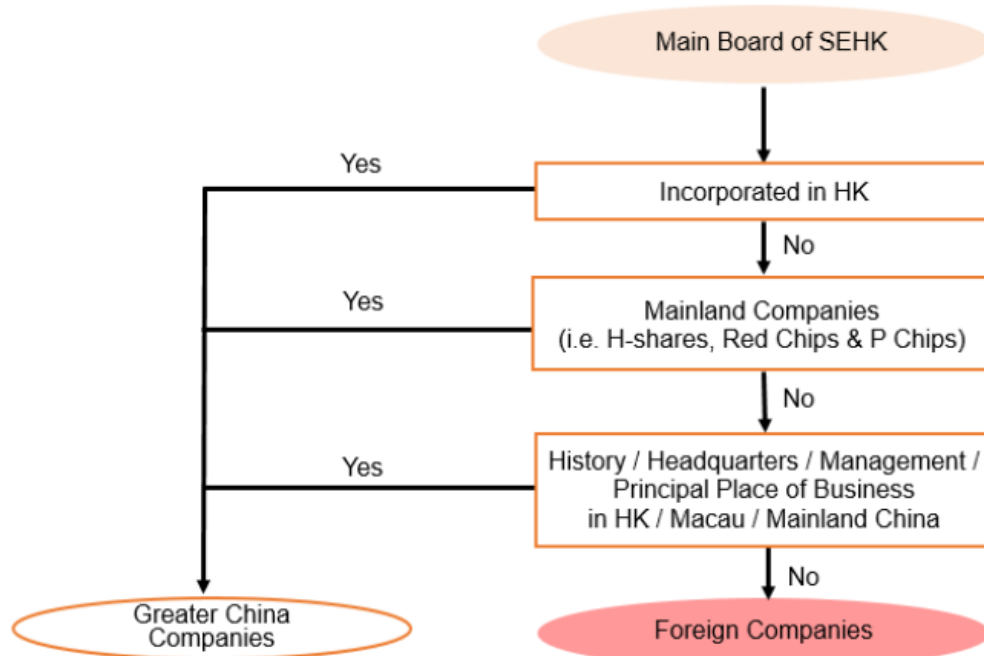 Main Board of SEHK
Yes
Incorporated in HK
No
Yes
Mainland Companies
(i.e. H-shares, Red Chips & P Chips)
No
Yes
History / Headquarters / Management /
Principal Place of Business
in HK / Macau / Mainland China
No
Greater China
Companies
Foreign Companies